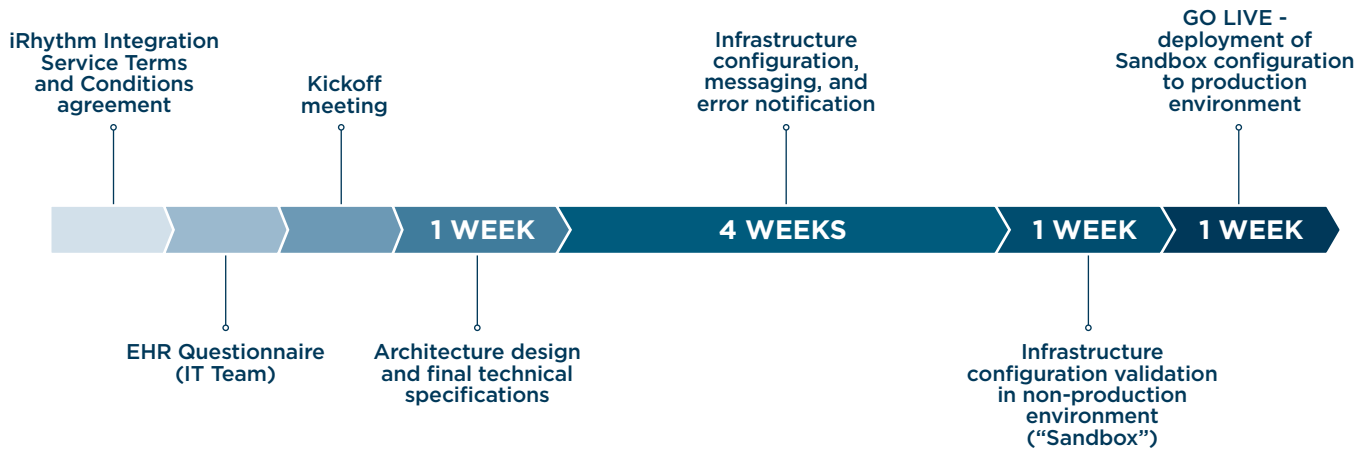 iRhythm Integration
Service Terms
and Conditions
agreement
Kickoff
meeting
Infrastructure
configuration,
messaging, and
error notification
GO LIVE -
deployment of
Sandbox configuration
to production
environment
1 WEEK
4 WEEKS
1 WEEK
1 WEEK
EHR Questionnaire
(IT Team)
Architecture design
and final technical
specifications
Infrastructure
configuration validation
in non-production
environment
(“Sandbox”)